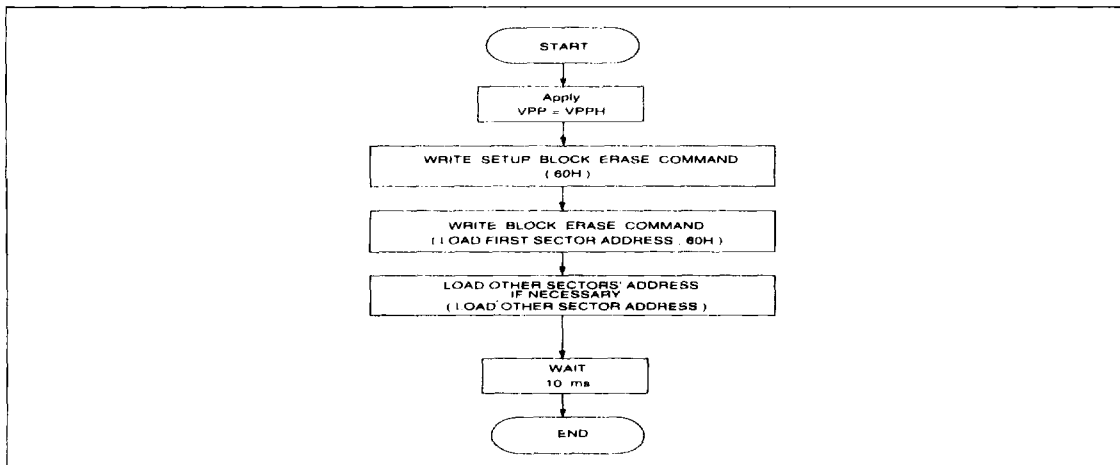 START
Apply
VPP = VPPH
WRITE SETUP BLOCK ERASE COMMAND
( 60H )
WRITE BLOCK ERASE COMMAND
( LOAD FIRST SECTOR ADDRESS , 60H )
LOAD OTHER SECTORS' ADDRESS
IF NECESSARY
( LOAD OTHER SECTOR ADDRESS )
WAIT
10 ms
END